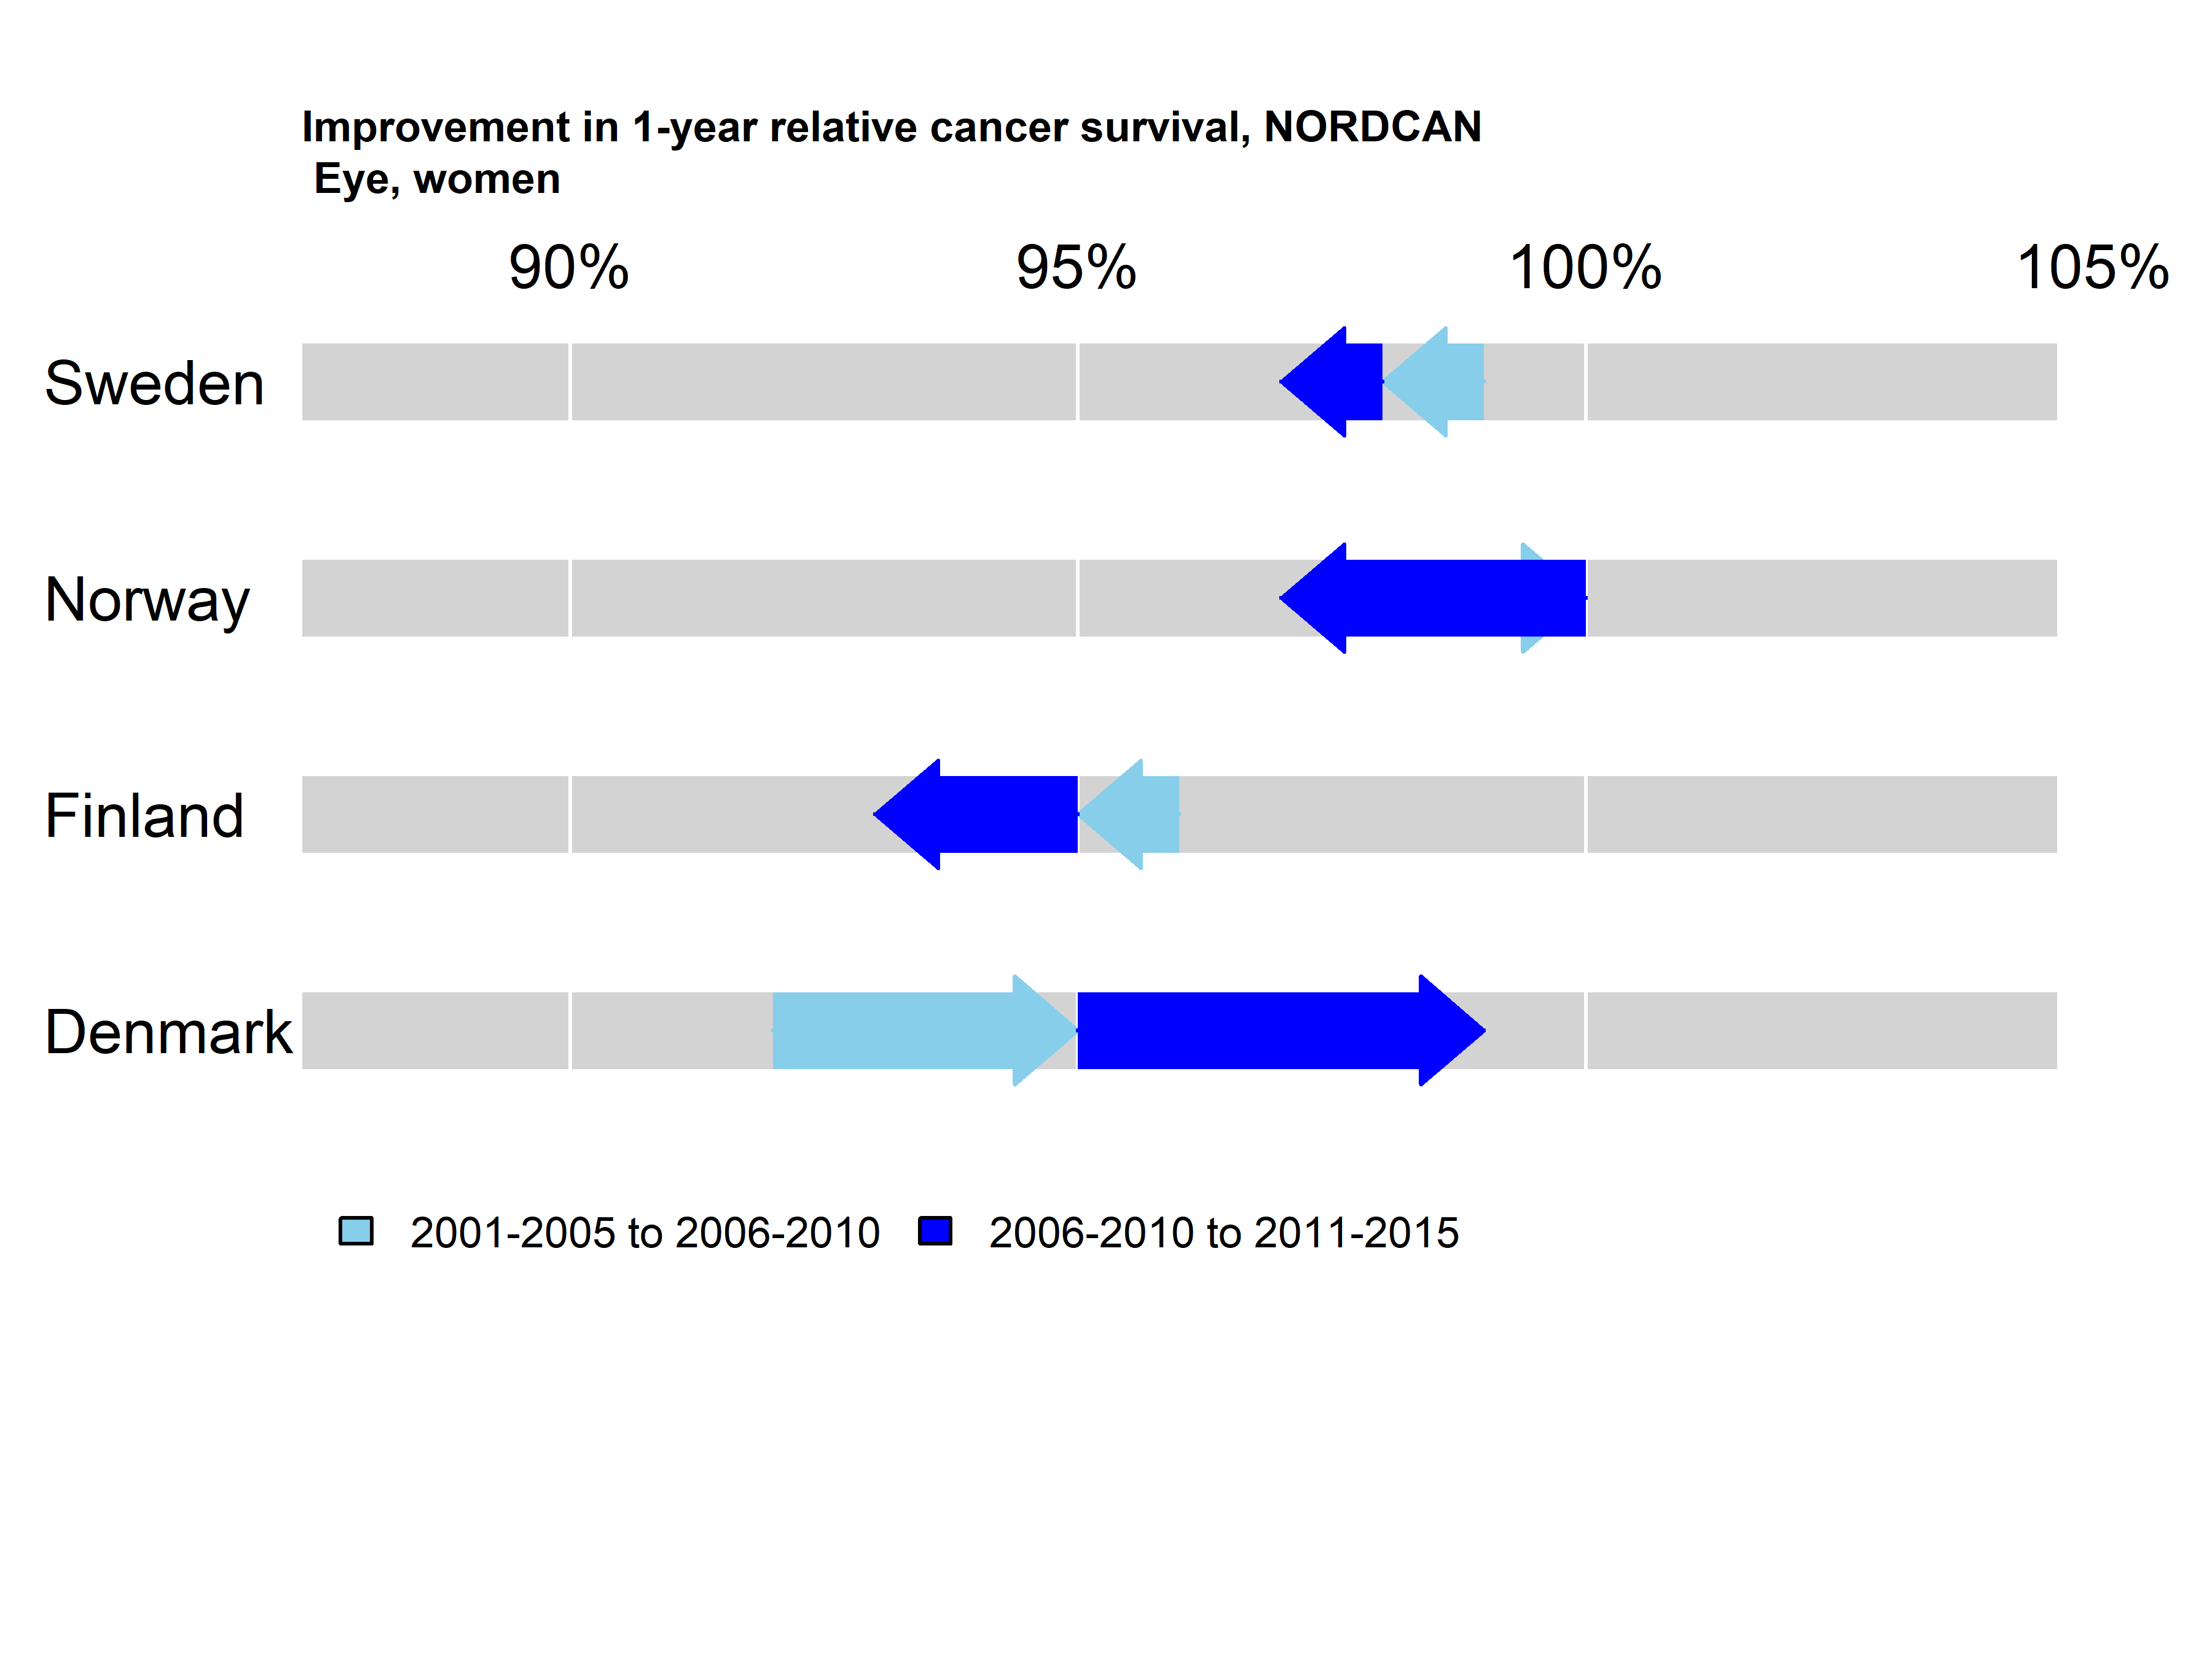 Improvement in 1-year relative cancer survival, NORDCAN
Eye, women
90% 95% 100% 105%
Sweden
Norway
Finland
Denmark
2001-2005 to 2006-2010 2006-2010 to 2011-2015